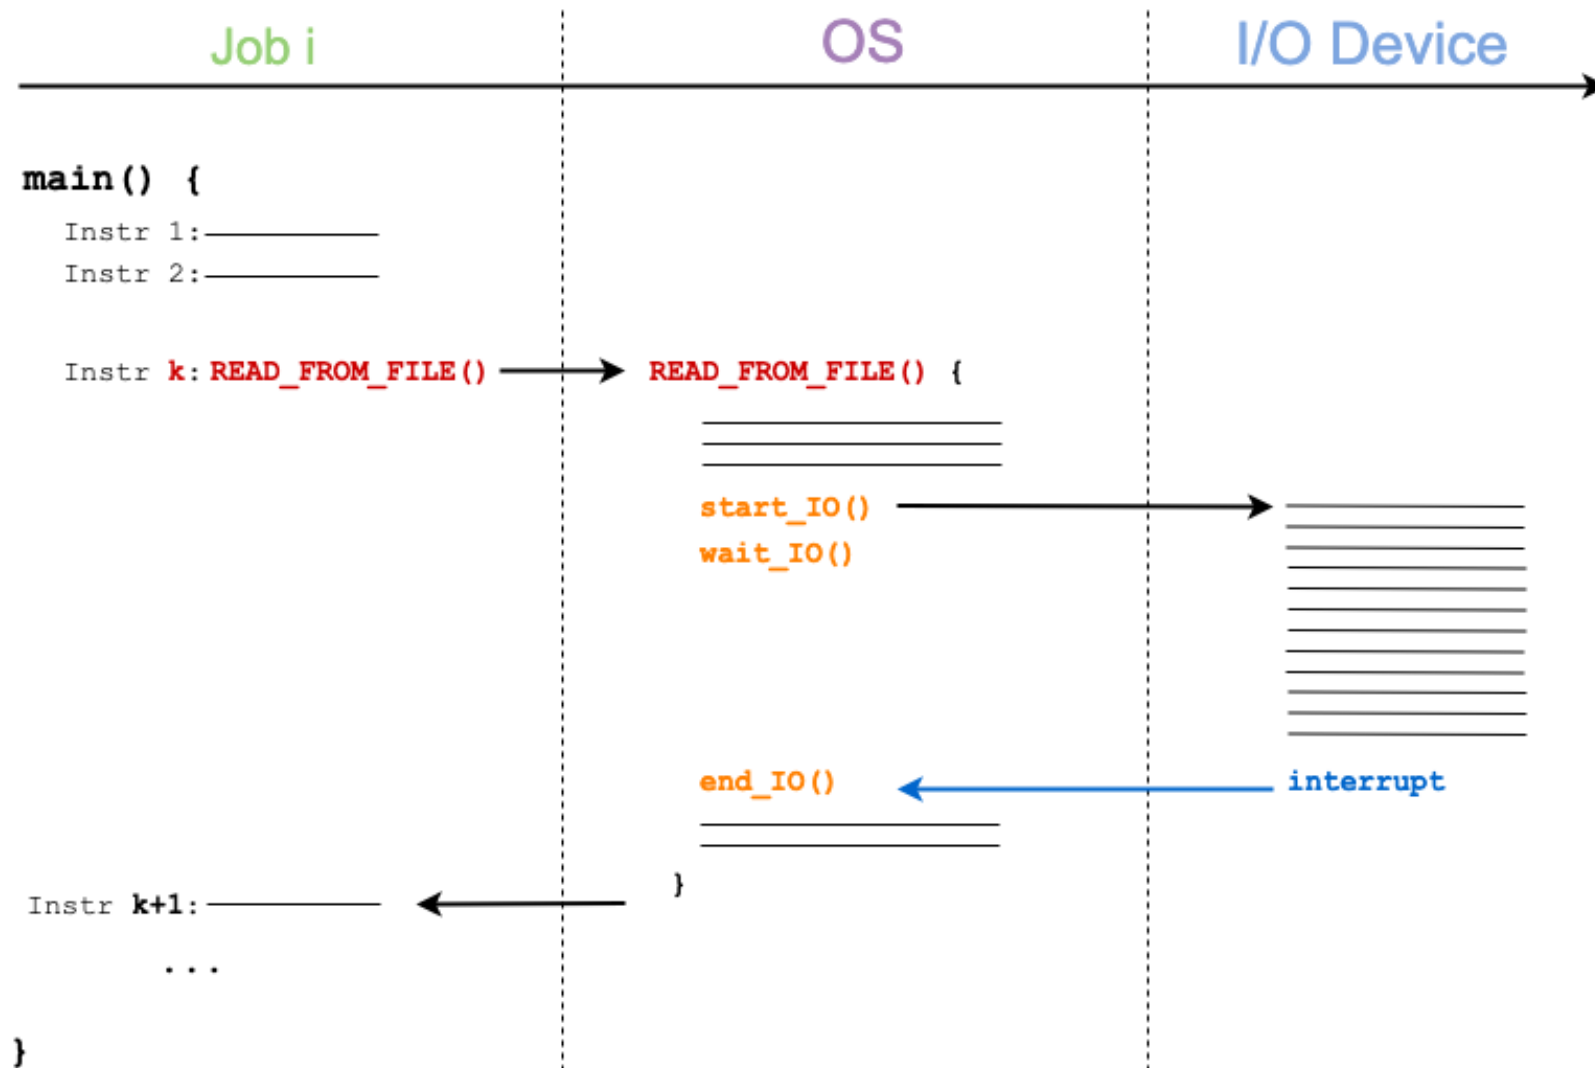 Job i OS I/O Device
main() {
Instr 1:
Instr 2:
Instr k: READ_FROM_FILE() READ_FROM_FILE() {
start_IO()
wait_IO()
end_IO() interrupt
}
Instr k+1:
...
}